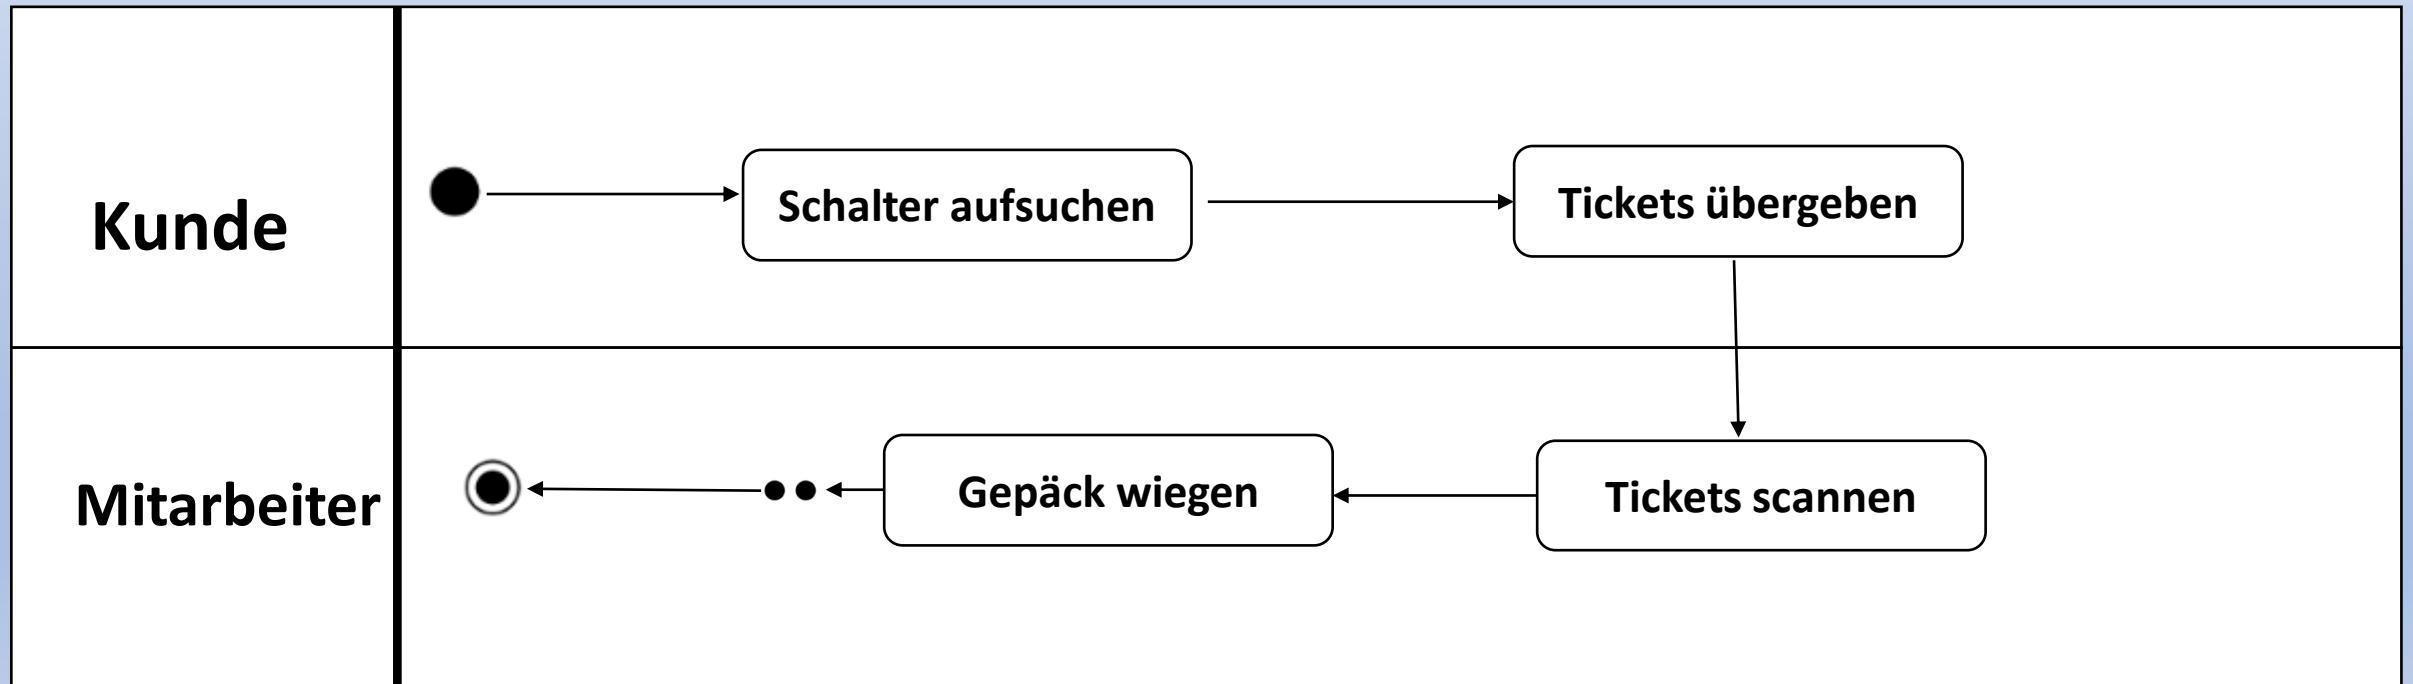 Kunde
Schalter aufsuchen
Tickets übergeben
Mitarbeiter
Gepäck wiegen
Tickets scannen